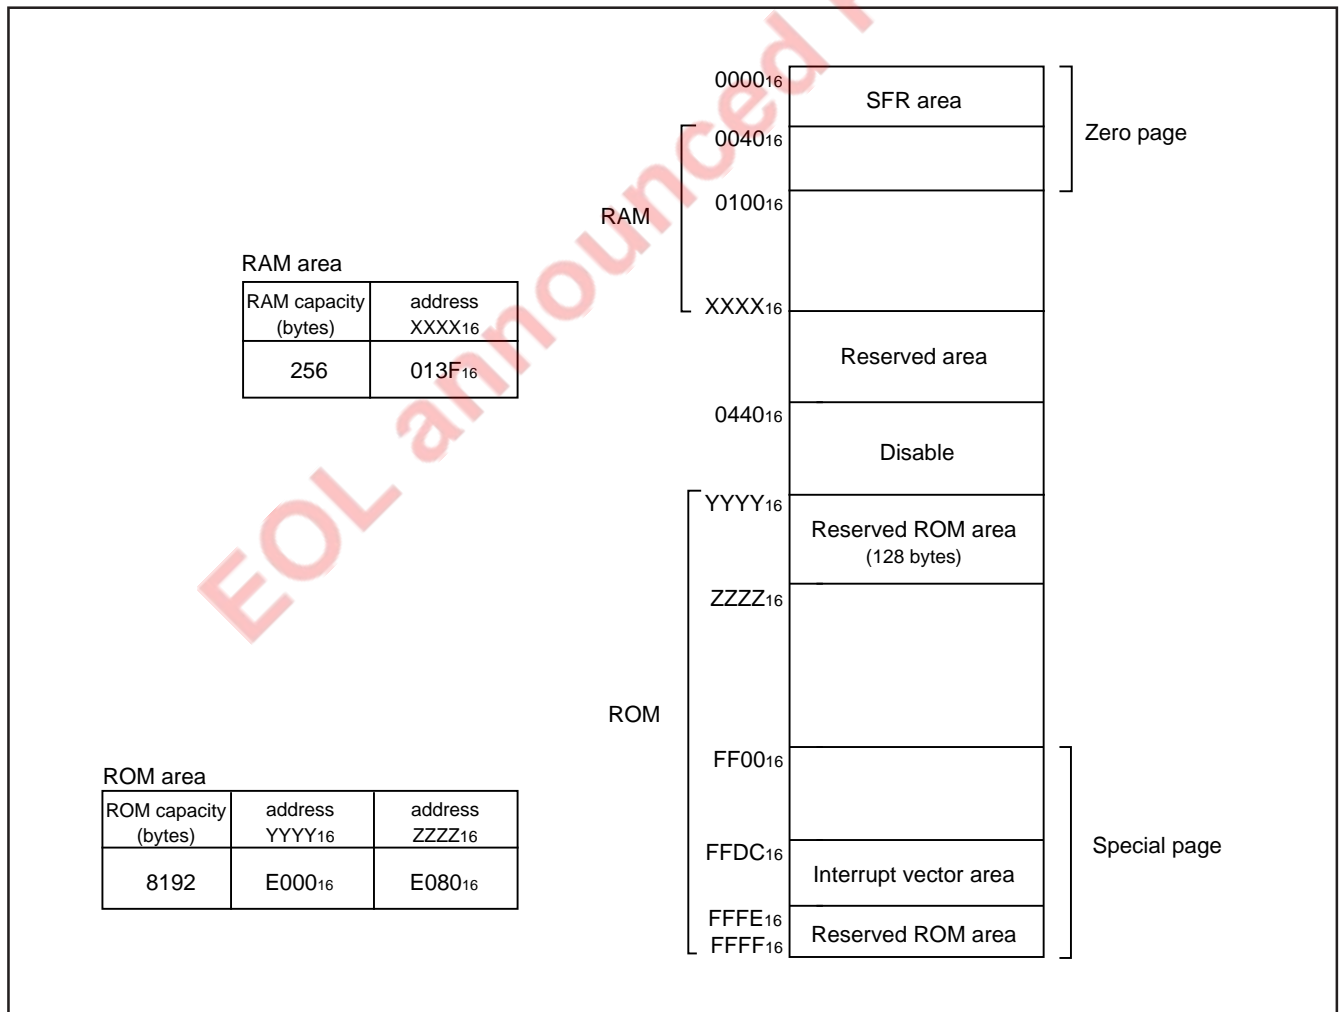 EOL announced
RAM area
RAM capacity
(bytes)
address
XXXX16
256
013F16
ROM area
ROM capacity
(bytes)
address
YYYY16
address
ZZZZ16
8192
E00016
E08016
RAM
ROM
000016
SFR area
004016
010016
XXXX16
Reserved area
044016
Disable
YYYY16
Reserved ROM area
(128 bytes)
ZZZZ16
FF0016
FFDC16
Interrupt vector area
FFFE16
FFFF16
Reserved ROM area
Zero page
Special page